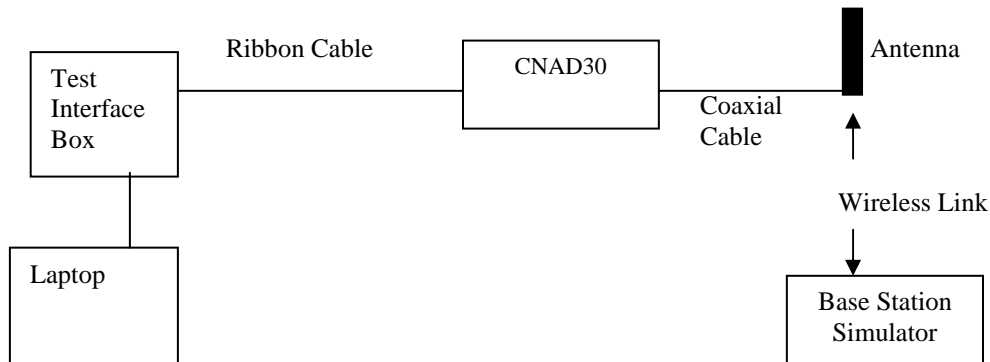 Ribbon Cable
Test
Interface
Box
CNAD30
Antenna
Coaxial
Cable
Wireless Link
Laptop
Base Station
Simulator